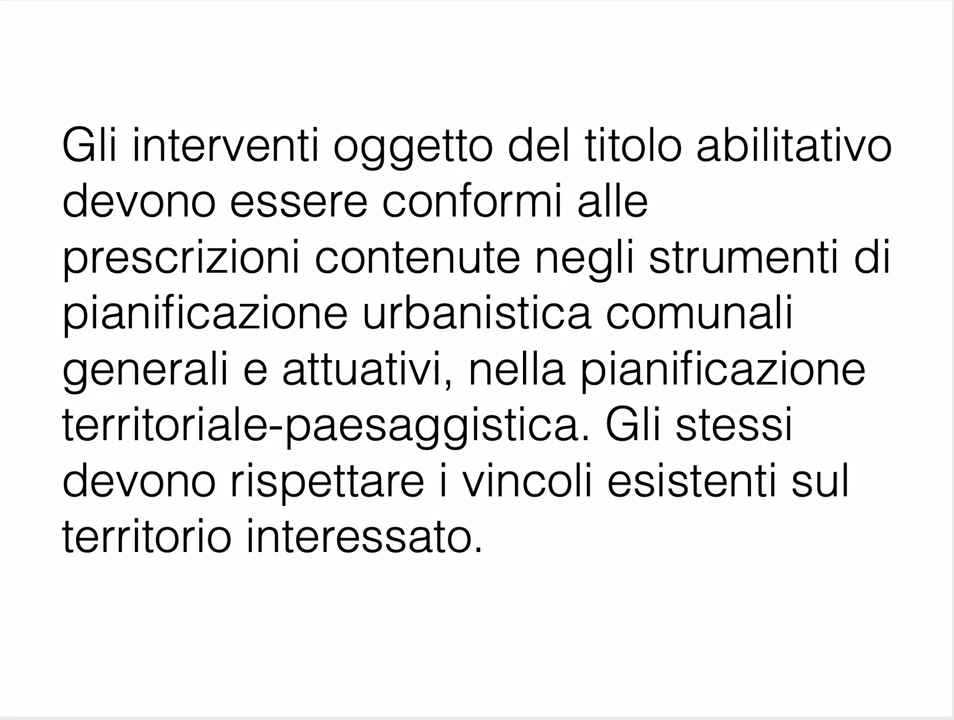 Gli interventi oggetto del titolo abilitativo
devono essere conformi alle
prescrizioni contenute negli strumenti di
pianificazione urbanistica comunali
generali e attuativi, nella pianificazione
territoriale-paesaggistica. Gli stessi
devono rispettare i vincoli esistenti sul
territorio interessato.